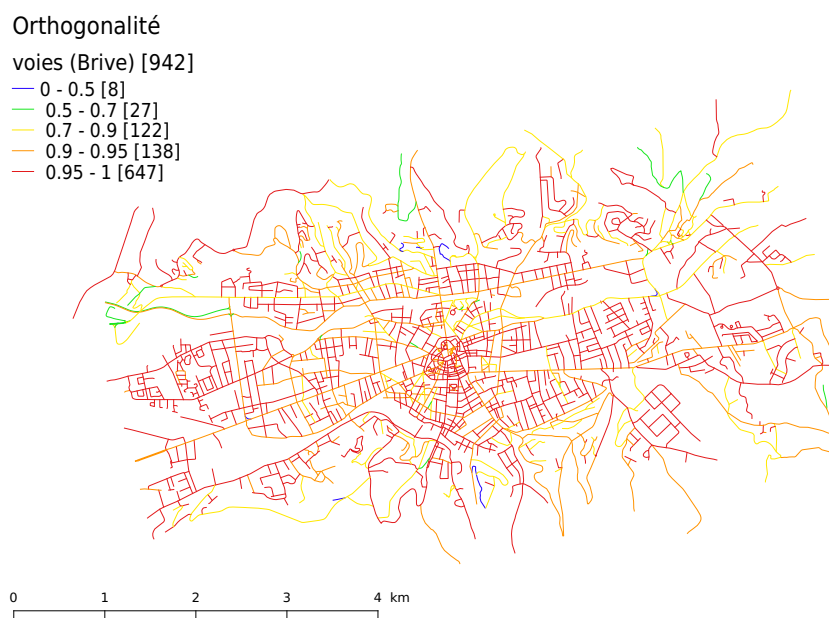 Orthogonalité
voies (Brive) [942]
0 - 0.5 [8]
0.5 - 0.7 [27]
0.7 - 0.9 [122]
0.9 - 0.95 [138]
0.95 - 1 [647]
0 1 2 3 4 km